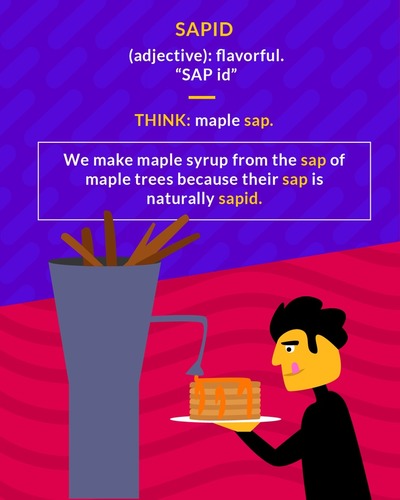 SAPID
(adjective): flavorful.
“SAP id”
THINK: maple sap.
We make maple syrup from the sap of
maple trees because their sap is
naturally sapid.